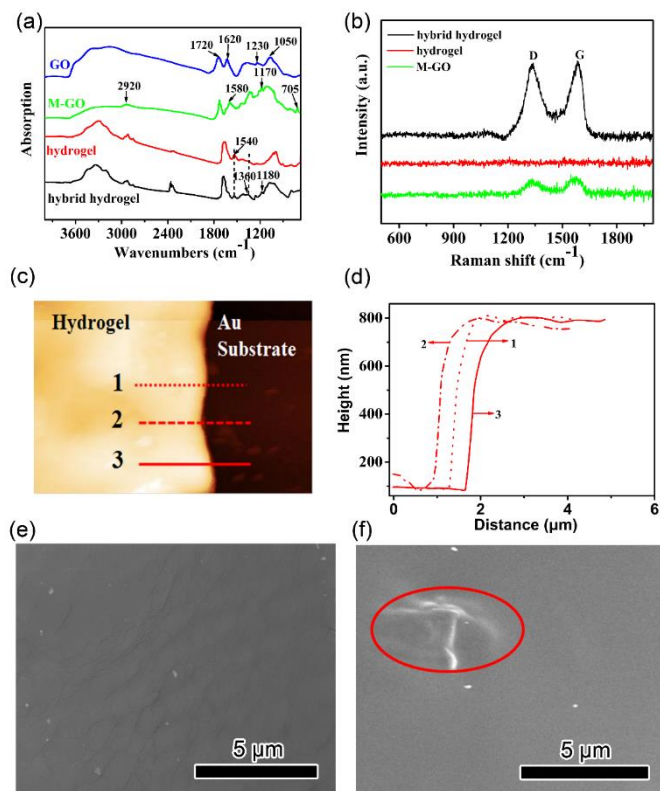 (a)
1720
1620
1230
1050
GO
2920
1580
1170
705
M-GO
hydrogel
1540
1360
1180
hybrid hydrogel
Absorption
3600 3000 2400 1800 1200
Wavenumbers (cm-1)
(b)
hybrid hydrogel
hydrogel
M-GO
D
G
Intensity (a.u.)
600 900 1200 1500 1800
Raman shift (cm-1)
(c)
Hydrogel
Au
Substrate
1
2
3
(d)
800
600
400
200
2
1
3
Height (nm)
0 2 4 6
Distance (μm)
(e)
5 μm
(f)
5 μm